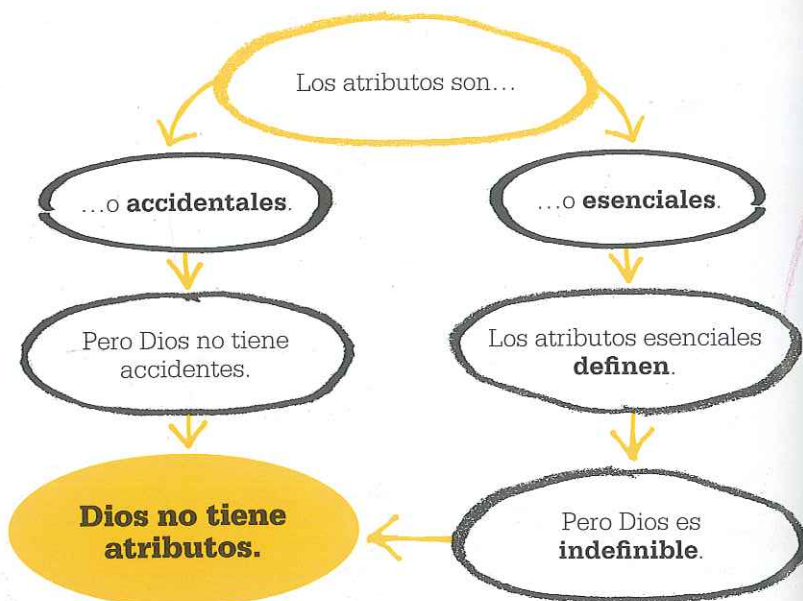 Los atributos son...
...o accidentales.
...o esenciales.
Pero Dios no tiene
accidentes.
Los atributos esenciales
definen.
Dios no tiene
atributos.
Pero Dios es
indefinible.